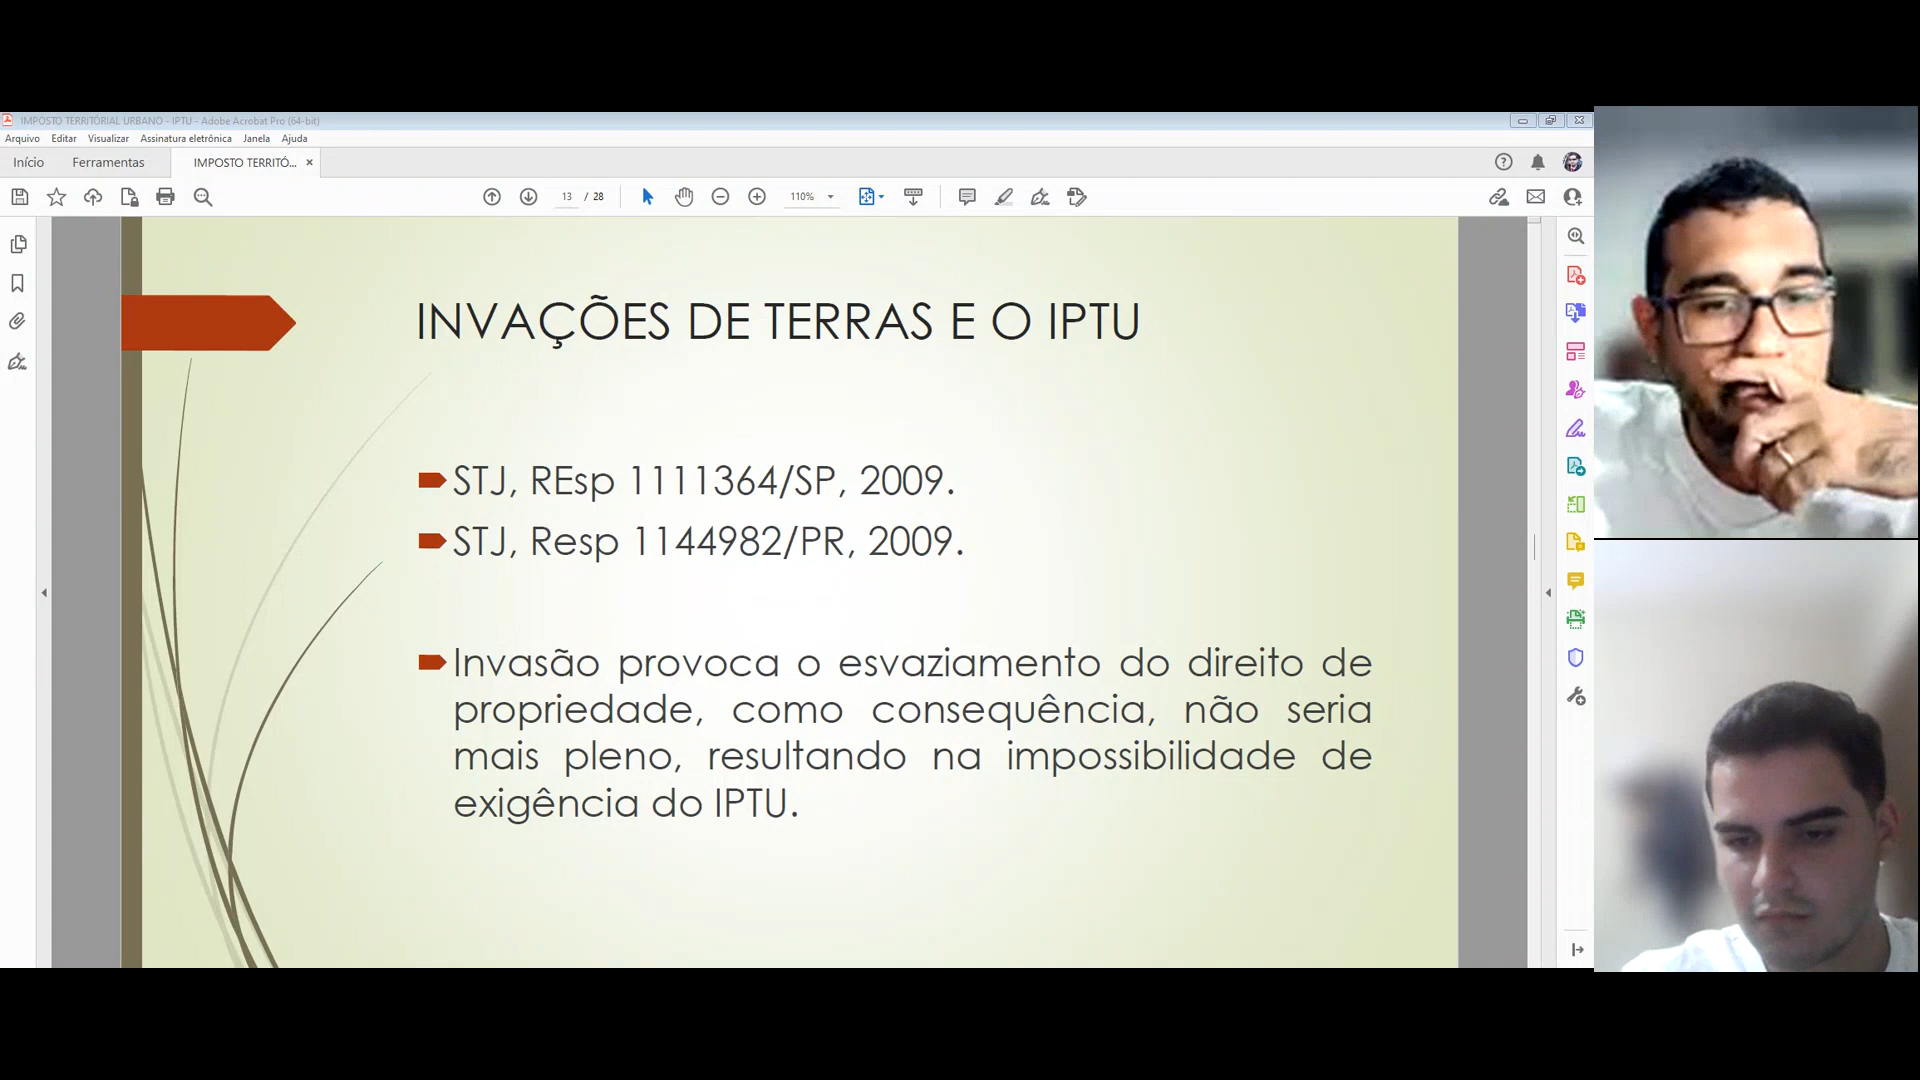 IMPOSTO TERRITÓRIAL URBANO - IPTU - Adobe Acrobat Pro (64-bit)
Arquivo Editar Visualizar Assinatura eletrônica Janela Ajuda
Início Ferramentas IMPOSTO TERRITÓ... ×
13 / 28 110%
INVAÇÕES DE TERRAS E O IPTU
STJ, REsp 1111364/SP, 2009.
STJ, Resp 1144982/PR, 2009.
Invasão provoca o esvaziamento do direito de
propriedade, como consequência, não seria
mais pleno, resultando na impossibilidade de
exigência do IPTU.